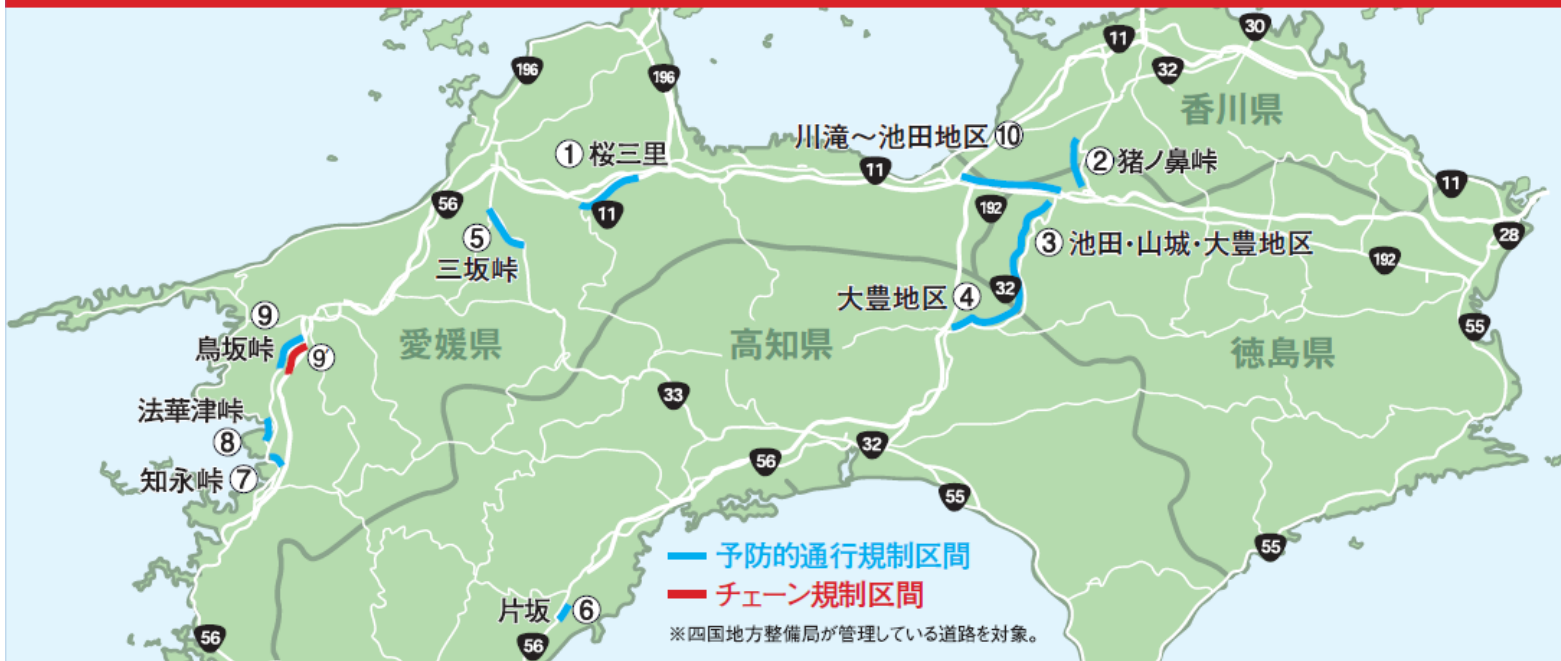 196
196
11
30
32
香川県
川滝～池田地区⑩
①桜三里
11
②猪ノ鼻峠
11
56
11
192
28
⑤
三坂峠
③池田・山城・大豊地区
192
大豊地区④
32
55
⑨
鳥坂峠
9′
愛媛県
高知県
徳島県
法華津峠
⑧
33
32
知永峠⑦
56
55
予防的通行規制区間
55
チェーン規制区間
片坂⑥
※四国地方整備局が管理している道路を対象。
56
56